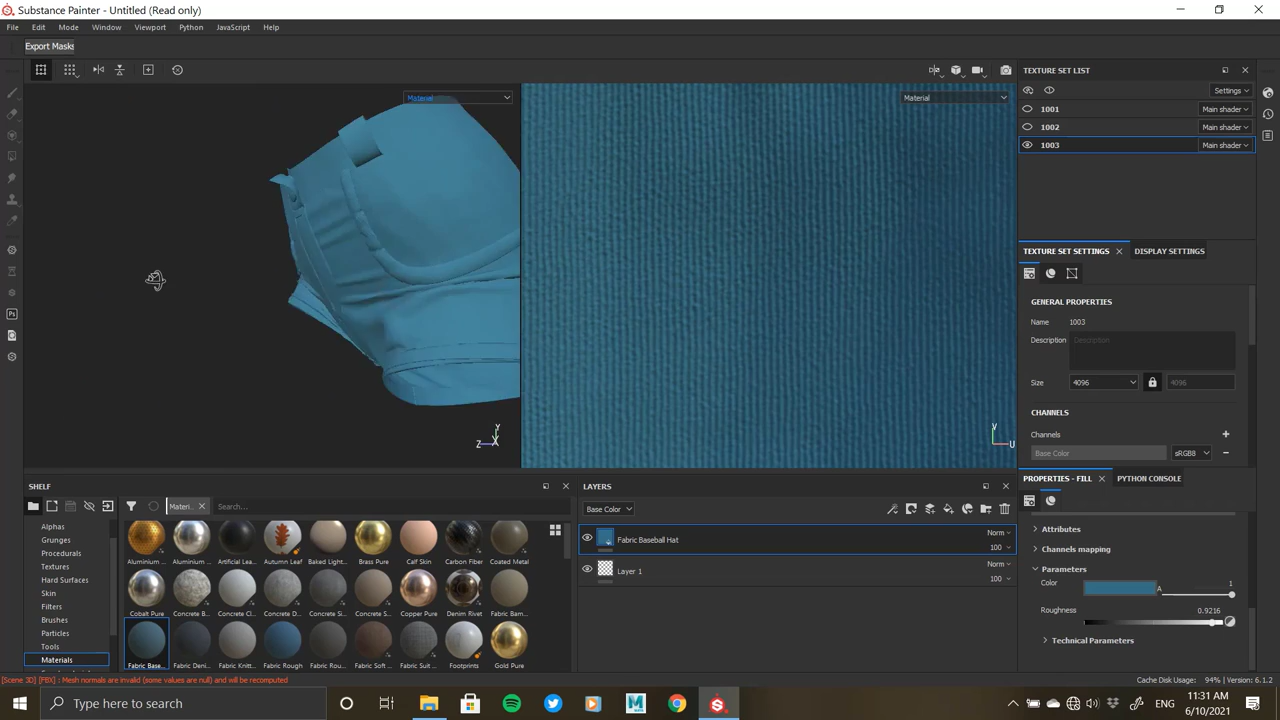 Substance Painter - Untitled (Read only)
File Edit Mode Window Viewport Python JavaScript Help
Export Masks
Material
Material
TEXTURE SET LIST
Settings
1001 Main shader
1002 Main shader
1003 Main shader
TEXTURE SET SETTINGS DISPLAY SETTINGS
GENERAL PROPERTIES
Name 1003
Description Description
Size 4096 4096
CHANNELS
Channels
Base Color sRGB8
Y
Z X
V
U
SHELF
Materi...
Search...
Alphas
Grunges
Procedurals
Textures
Hard Surfaces
Skin
Filters
Brushes
Particles
Tools
Materials
Aluminium ... Aluminium ... Artificial Lea... Autumn Leaf Baked Light... Brass Pure Calf Skin Carbon Fiber Coated Metal
Cobalt Pure Concrete B... Concrete Cl... Concrete D... Concrete Si... Concrete S... Copper Pure Denim Rivet Fabric Bam...
Fabric Base... Fabric Deni... Fabric Knitt... Fabric Rough Fabric Rou... Fabric Soft ... Fabric Suit ... Footprints Gold Pure
LAYERS
Base Color
Fabric Baseball Hat Norm
100
Layer 1 Norm
100
PROPERTIES - FILL PYTHON CONSOLE
Attributes
Channels mapping
Parameters
Color A 1
Roughness 0.9216
Technical Parameters
[Scene 3D] [FBX] : Mesh normals are invalid (some values are null) and will be recomputed
Cache Disk Usage: 94% | Version: 6.1.2
Type here to search
Ps
M
ENG
11:31 AM
6/10/2021